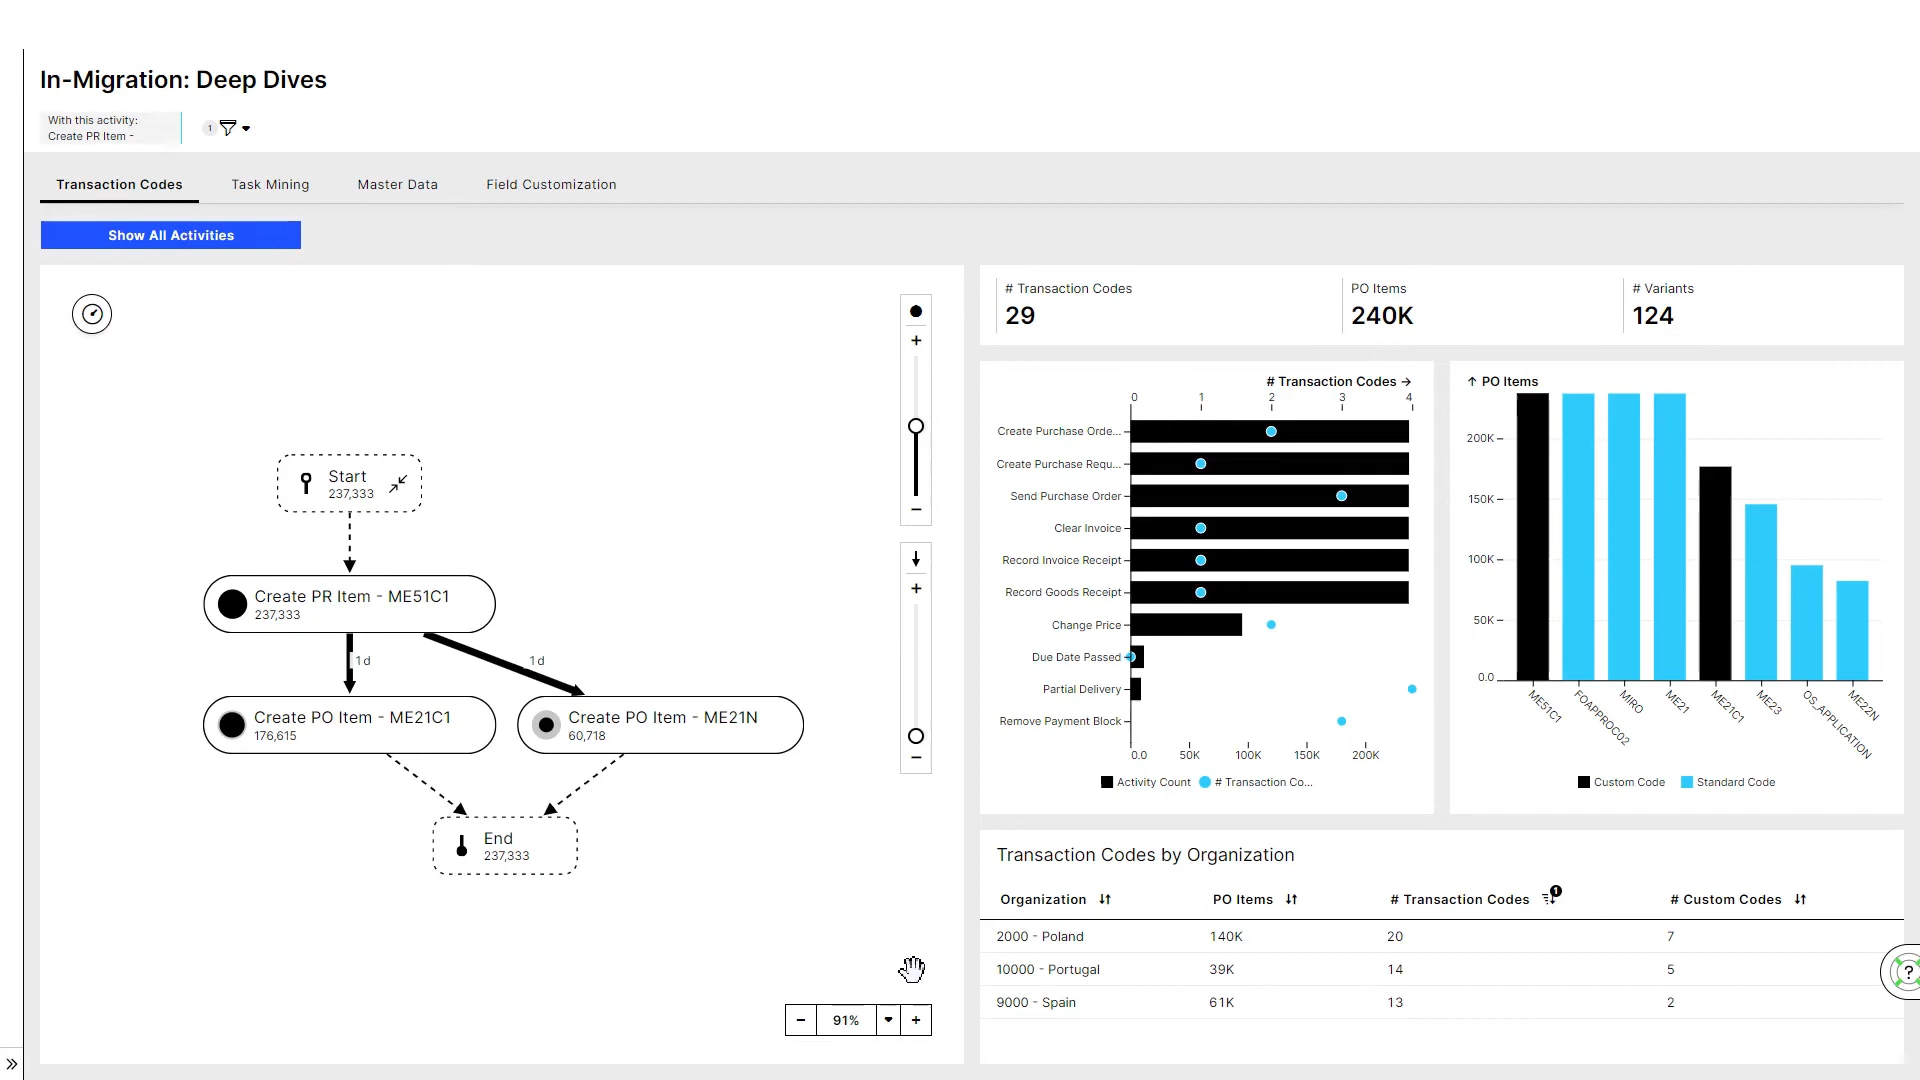 In-Migration: Deep Dives
With this activity:
Create PR Item -
1
Transaction Codes
Task Mining
Master Data
Field Customization
Show All Activities
Start
237,333
Create PR Item - ME51C1
237,333
1 d
1 d
Create PO Item - ME21C1
176,615
Create PO Item - ME21N
60,718
End
237,333
91%
# Transaction Codes
29
PO Items
240K
# Variants
124
# Transaction Codes →
0 1 2 3 4
Create Purchase Orde...
Create Purchase Requ...
Send Purchase Order
Clear Invoice
Record Invoice Receipt
Record Goods Receipt
Change Price
Due Date Passed
Partial Delivery
Remove Payment Block
0.0 50K 100K 150K 200K
Activity Count
# Transaction Co...
↑ PO Items
200K
150K
100K
50K
0.0
ME51C1
FOAPPROC02
MIRO
ME21
ME21C1
ME23
OS_APPLICATION
ME22N
Custom Code
Standard Code
Transaction Codes by Organization
Organization PO Items # Transaction Codes 1 # Custom Codes
2000 - Poland 140K 20 7
10000 - Portugal 39K 14 5
9000 - Spain 61K 13 2
?